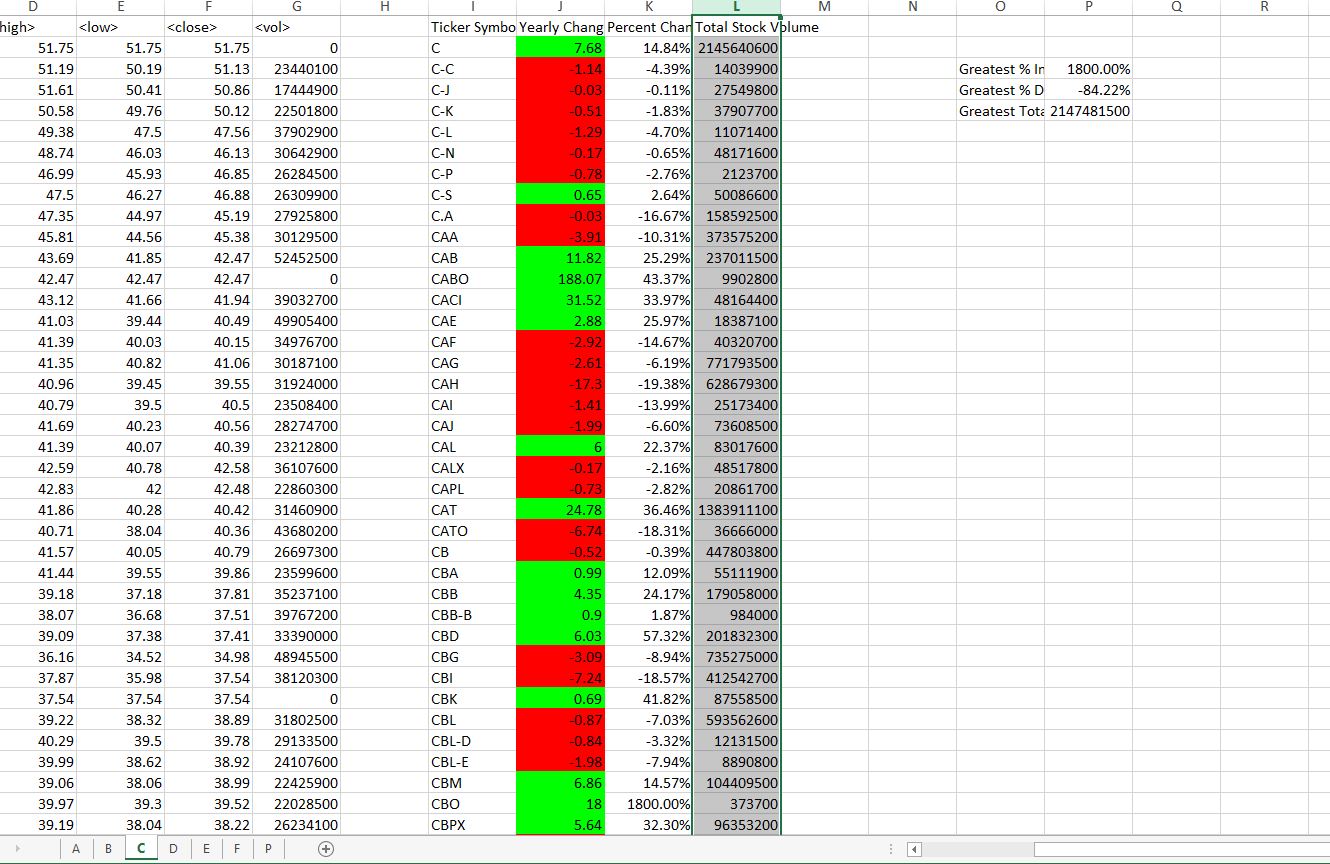 D E F G H I J K L M N O P Q R
high> <low> <close> <vol> Ticker Symbo Yearly Chang Percent Chan Total Stock Volume
51.75 51.75 51.75 0 C 7.68 14.84% 2145640600
51.19 50.19 51.13 23440100 C-C -1.14 -4.39% 14039900 Greatest % In 1800.00%
51.61 50.41 50.86 17444900 C-J -0.03 -0.11% 27549800 Greatest % D -84.22%
50.58 49.76 50.12 22501800 C-K -0.51 -1.83% 37907700 Greatest Tota 2147481500
49.38 47.5 47.56 37902900 C-L -1.29 -4.70% 11071400
48.74 46.03 46.13 30642900 C-N -0.17 -0.65% 48171600
46.99 45.93 46.85 26284500 C-P -0.78 -2.76% 2123700
47.5 46.27 46.88 26309900 C-S 0.65 2.64% 50086600
47.35 44.97 45.19 27925800 C.A -0.03 -16.67% 158592500
45.81 44.56 45.38 30129500 CAA -3.91 -10.31% 373575200
43.69 41.85 42.47 52452500 CAB 11.82 25.29% 237011500
42.47 42.47 42.47 0 CABO 188.07 43.37% 9902800
43.12 41.66 41.94 39032700 CACI 31.52 33.97% 48164400
41.03 39.44 40.49 49905400 CAE 2.88 25.97% 18387100
41.39 40.03 40.15 34976700 CAF -2.92 -14.67% 40320700
41.35 40.82 41.06 30187100 CAG -2.61 -6.19% 771793500
40.96 39.45 39.55 31924000 CAH -17.3 -19.38% 628679300
40.79 39.5 40.5 23508400 CAI -1.41 -13.99% 25173400
41.69 40.23 40.56 28274700 CAJ -1.99 -6.60% 73608500
41.39 40.07 40.39 23212800 CAL 6 22.37% 83017600
42.59 40.78 42.58 36107600 CALX -0.17 -2.16% 48517800
42.83 42 42.48 22860300 CAPL -0.73 -2.82% 20861700
41.86 40.28 40.42 31460900 CAT 24.78 36.46% 1383911100
40.71 38.04 40.36 43680200 CATO -6.74 -18.31% 36666000
41.57 40.05 40.79 26697300 CB -0.52 -0.39% 447803800
41.44 39.55 39.86 23599600 CBA 0.99 12.09% 55111900
39.18 37.18 37.81 35237100 CBB 4.35 24.17% 179058000
38.07 36.68 37.51 39767200 CBB-B 0.9 1.87% 984000
39.09 37.38 37.41 33390000 CBD 6.03 57.32% 201832300
36.16 34.52 34.98 48945500 CBG -3.09 -8.94% 735275000
37.87 35.98 37.54 38120300 CBI -7.24 -18.57% 412542700
37.54 37.54 37.54 0 CBK 0.69 41.82% 87558500
39.22 38.32 38.89 31802500 CBL -0.87 -7.03% 593562600
40.29 39.5 39.78 29133500 CBL-D -0.84 -3.32% 12131500
39.99 38.62 38.92 24107600 CBL-E -1.98 -7.94% 8890800
39.06 38.06 38.99 22425900 CBM 6.86 14.57% 104409500
39.97 39.3 39.52 22028500 CBO 18 1800.00% 373700
39.19 38.04 38.22 26234100 CBPX 5.64 32.30% 96353200
A B C D E F P